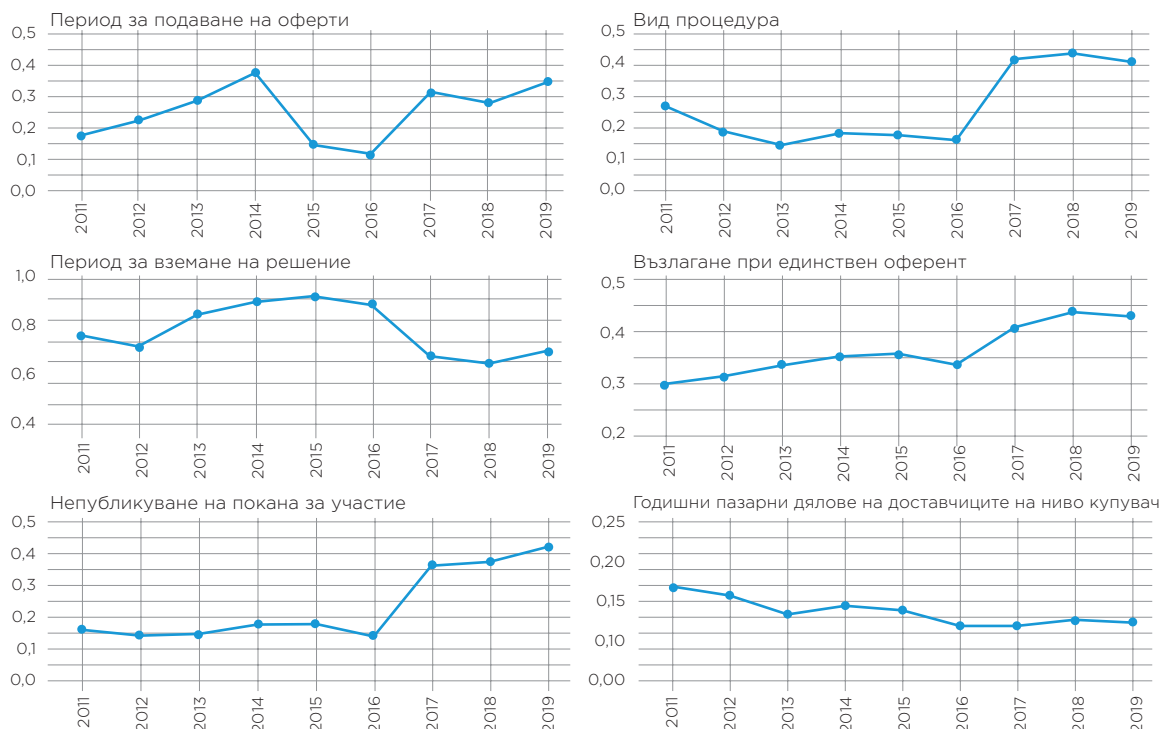 Период за подаване на оферти
0,5
0,4
0,3
0,2
0,1
0,0
2011 2012 2013 2014 2015 2016 2017 2018 2019
Вид процедура
0,5
0,4
0,3
0,2
0,1
0,0
2011 2012 2013 2014 2015 2016 2017 2018 2019
Период за вземане на решение
1,0
0,8
0,6
0,4
2011 2012 2013 2014 2015 2016 2017 2018 2019
Възлагане при единствен оферент
0,5
0,4
0,3
0,2
2011 2012 2013 2014 2015 2016 2017 2018 2019
Непубликуване на покана за участие
0,5
0,4
0,3
0,2
0,1
0,0
2011 2012 2013 2014 2015 2016 2017 2018 2019
Годишни пазарни дялове на доставчиците на ниво купувач
0,25
0,20
0,15
0,10
0,00
2011 2012 2013 2014 2015 2016 2017 2018 2019